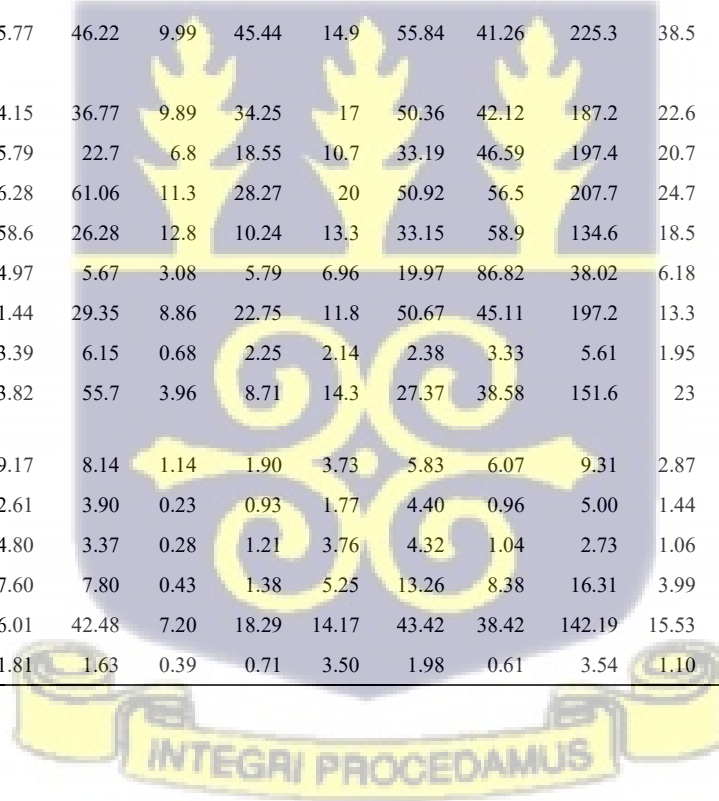 5.77 46.22 9.99 45.44 14.9 55.84 41.26 225.3 38.5
4.15 36.77 9.89 34.25 17 50.36 42.12 187.2 22.6
5.79 22.7 6.8 18.55 10.7 33.19 46.59 197.4 20.7
6.28 61.06 11.3 28.27 20 50.92 56.5 207.7 24.7
58.6 26.28 12.8 10.24 13.3 33.15 58.9 134.6 18.5
4.97 5.67 3.08 5.79 6.96 19.97 86.82 38.02 6.18
1.44 29.35 8.86 22.75 11.8 50.67 45.11 197.2 13.3
3.39 6.15 0.68 2.25 2.14 2.38 3.33 5.61 1.95
3.82 55.7 3.96 8.71 14.3 27.37 38.58 151.6 23
9.17 8.14 1.14 1.90 3.73 5.83 6.07 9.31 2.87
2.61 3.90 0.23 0.93 1.77 4.40 0.96 5.00 1.44
4.80 3.37 0.28 1.21 3.76 4.32 1.04 2.73 1.06
7.60 7.80 0.43 1.38 5.25 13.26 8.38 16.31 3.99
6.01 42.48 7.20 18.29 14.17 43.42 38.42 142.19 15.53
1.81 1.63 0.39 0.71 3.50 1.98 0.61 3.54 1.10
INTEGRI PROCEDAMUS